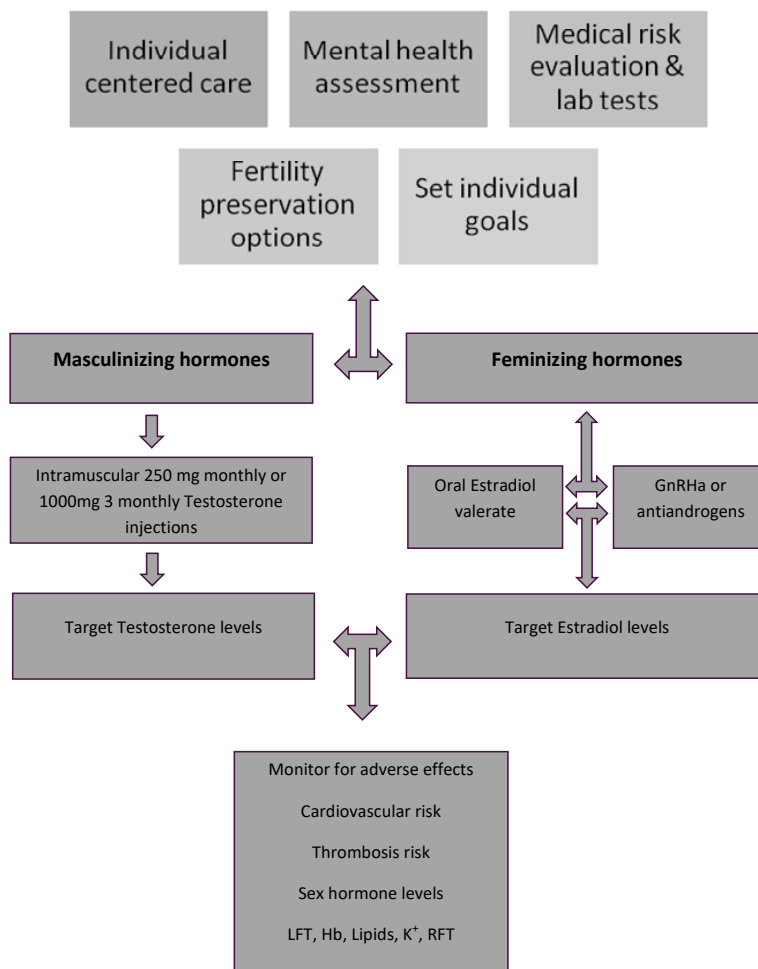 Individual
centered care
Mental health
assessment
Medical risk
evaluation &
lab tests
Fertility
preservation
options
Set individual
goals
Masculinizing hormones
Feminizing hormones
Intramuscular 250 mg monthly or
1000mg 3 monthly Testosterone
injections
Oral Estradiol
valerate
GnRHa or
antiandrogens
Target Testosterone levels
Target Estradiol levels
Monitor for adverse effects
Cardiovascular risk
Thrombosis risk
Sex hormone levels
LFT, Hb, Lipids, K⁺, RFT